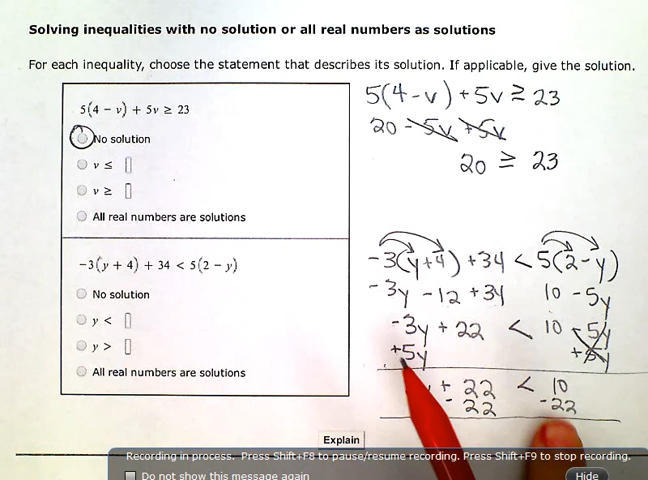 Solving inequalities with no solution or all real numbers as solutions
For each inequality, choose the statement that describes its solution. If applicable, give the solution.
5(4 − v) + 5v ≥ 23
No solution
v ≤
v ≥
All real numbers are solutions
−3(y + 4) + 34 < 5(2 − y)
No solution
y <
y >
All real numbers are solutions
5(4-v)+5v ≥ 23
20 - 5v + 5v
20 ≥ 23
-3(y+4) +34 < 5(2-y)
-3y -12 +34 10 -5y
-3y + 22 < 10 -5y
+5y +5y
+ 22 < 10
- 22 -22
Explain
Recording in process. Press Shift+F8 to pause/resume recording. Press Shift+F9 to stop recording.
Do not show this message again
Hide